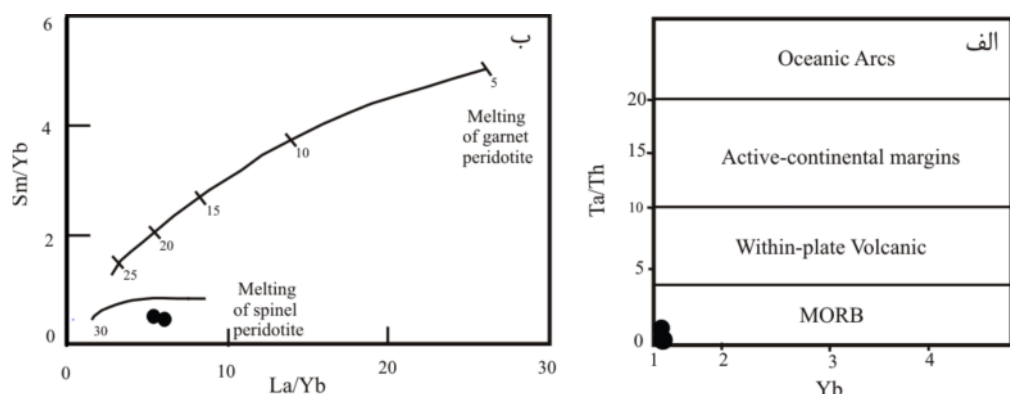 ب
6
4
2
0
Sm/Yb
5
10
15
20
25
30
Melting
of garnet
peridotite
Melting
of spinel
peridotite
0
10
20
30
La/Yb
الف
Oceanic Arcs
20
Active-continental margins
15
Ta/Th
10
Within-plate Volcanic
5
MORB
0
1
2
3
4
Yb